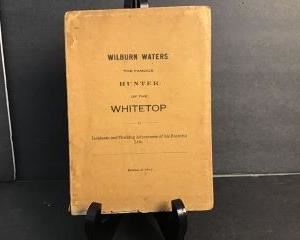 WILBURN WATERS
THE FAMOUS
HUNTER
OF THE
WHITETOP
Incidents and Thrilling Adventures of his Eventful
Life.